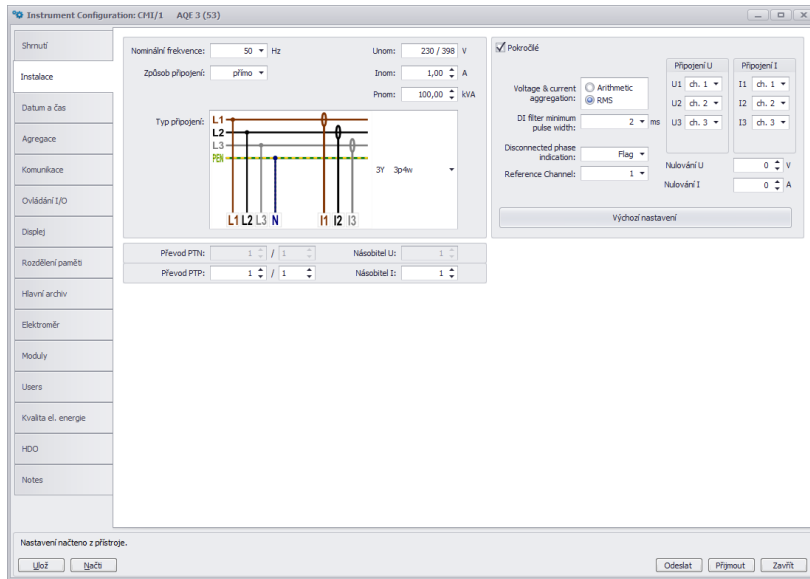 Instrument Configuration: CMI/1 AQE 3 (53)
Shrnutí
Instalace
Datum a čas
Agregace
Komunikace
Ovládání I/O
Displej
Rozdělení paměti
Hlavní archiv
Elektroměr
Moduly
Users
Kvalita el. energie
HDO
Notes
Nominální frekvence: 50 Hz
Unom: 230 / 398 V
Způsob připojení: přímo
Inom: 1,00 A
Pnom: 100,00 kVA
Typ připojení:
L1
L2
L3
PEN
L1 L2 L3 N I1 I2 I3
3Y 3p4w
Převod PTN: 1 / 1 Násobitel U: 1
Převod PTP: 1 / 1 Násobitel I: 1
Pokročilé
Voltage & current aggregation:
Arithmetic
RMS
DI filter minimum pulse width: 2 ms
Disconnected phase indication: Flag
Reference Channel: 1
Připojení U
U1 ch. 1
U2 ch. 2
U3 ch. 3
Připojení I
I1 ch. 1
I2 ch. 2
I3 ch. 3
Nulování U 0 V
Nulování I 0 A
Výchozí nastavení
Nastavení načteno z přístroje.
Ulož Načti Odeslat Přijmout Zavřít